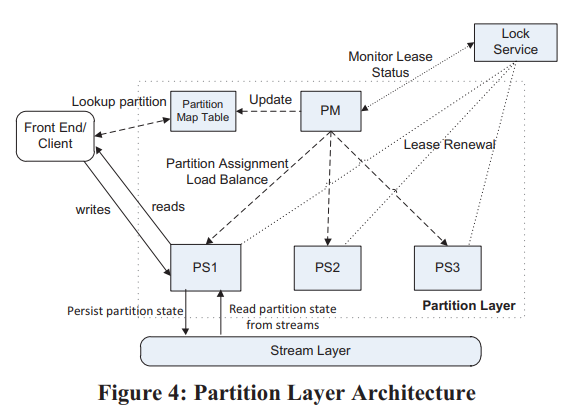 Lock
Service
Monitor Lease
Status
Lookup partition
Partition
Map Table
Update
PM
Front End/
Client
Partition Assignment
Load Balance
Lease Renewal
writes
reads
PS1
PS2
PS3
Persist partition state
Read partition state
from streams
Partition Layer
Stream Layer
Figure 4: Partition Layer Architecture